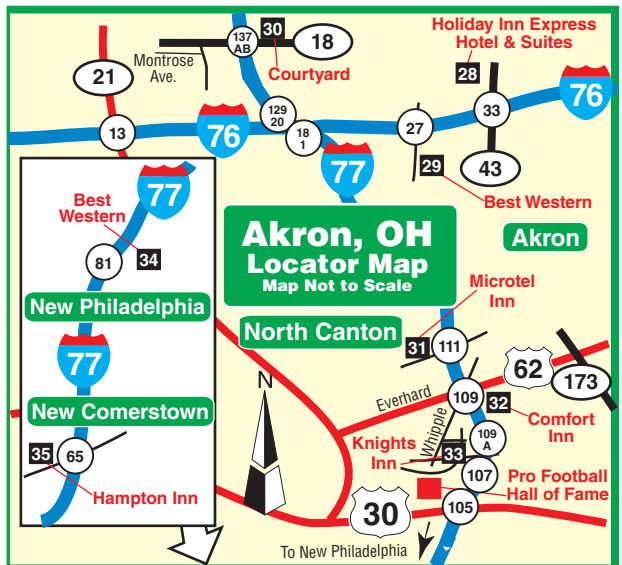 Holiday Inn Express
Hotel & Suites
30
137
AB
18
Montrose
Ave.
Courtyard
28
21
76
129
20
33
13
76
18
1
27
77
43
29
Best Western
77
Best
Western
34
81
Akron, OH
Locator Map
Map Not to Scale
Akron
Microtel
Inn
New Philadelphia
North Canton
31
111
77
62
173
N
Everhard
109
32
New Comerstown
Whipple
Comfort
Inn
109
A
Knights
Inn
33
35
65
107
Pro Football
Hall of Fame
Hampton Inn
30
105
To New Philadelphia